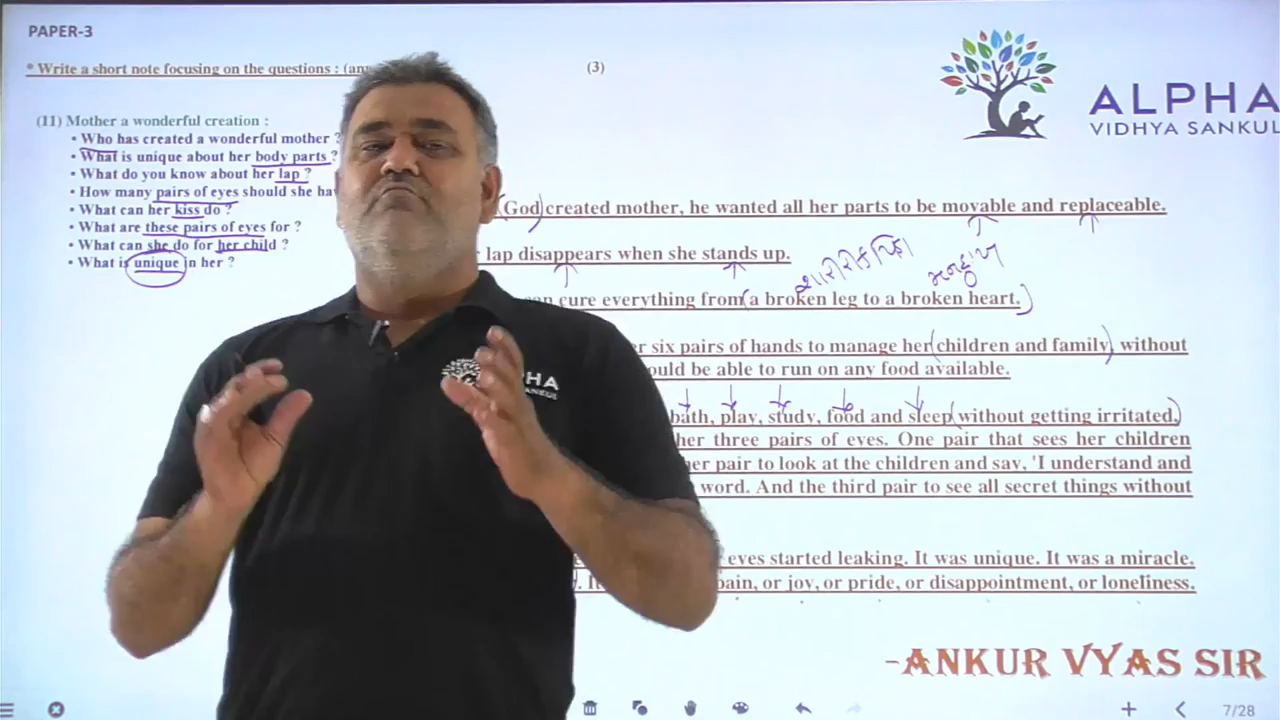 PAPER-3
* Write a short note focusing on the questions : (an
(3)
ALPHA
VIDHYA SANKUL
(11) Mother a wonderful creation :
• Who has created a wonderful mother ?
• What is unique about her body parts ?
• What do you know about her lap ?
• How many pairs of eyes should she ha
• What can her kiss do ?
• What are these pairs of eyes for ?
• What can she do for her child ?
• What is unique in her ?
(God) created mother, he wanted all her parts to be movable and replaceable.
lap disappears when she stands up.
cure everything from (a broken leg to a broken heart.)
six pairs of hands to manage her (children and family) without
ould be able to run on any food available.
bath, play, study, food and sleep (without getting irritated,)
her three pairs of eyes. One pair that sees her children
er pair to look at the children and say, 'I understand and
word. And the third pair to see all secret things without
eyes started leaking. It was unique. It was a miracle.
pain, or joy, or pride, or disappointment, or loneliness.
HA
SANKUL
-ANKUR VYAS SIR
7/28